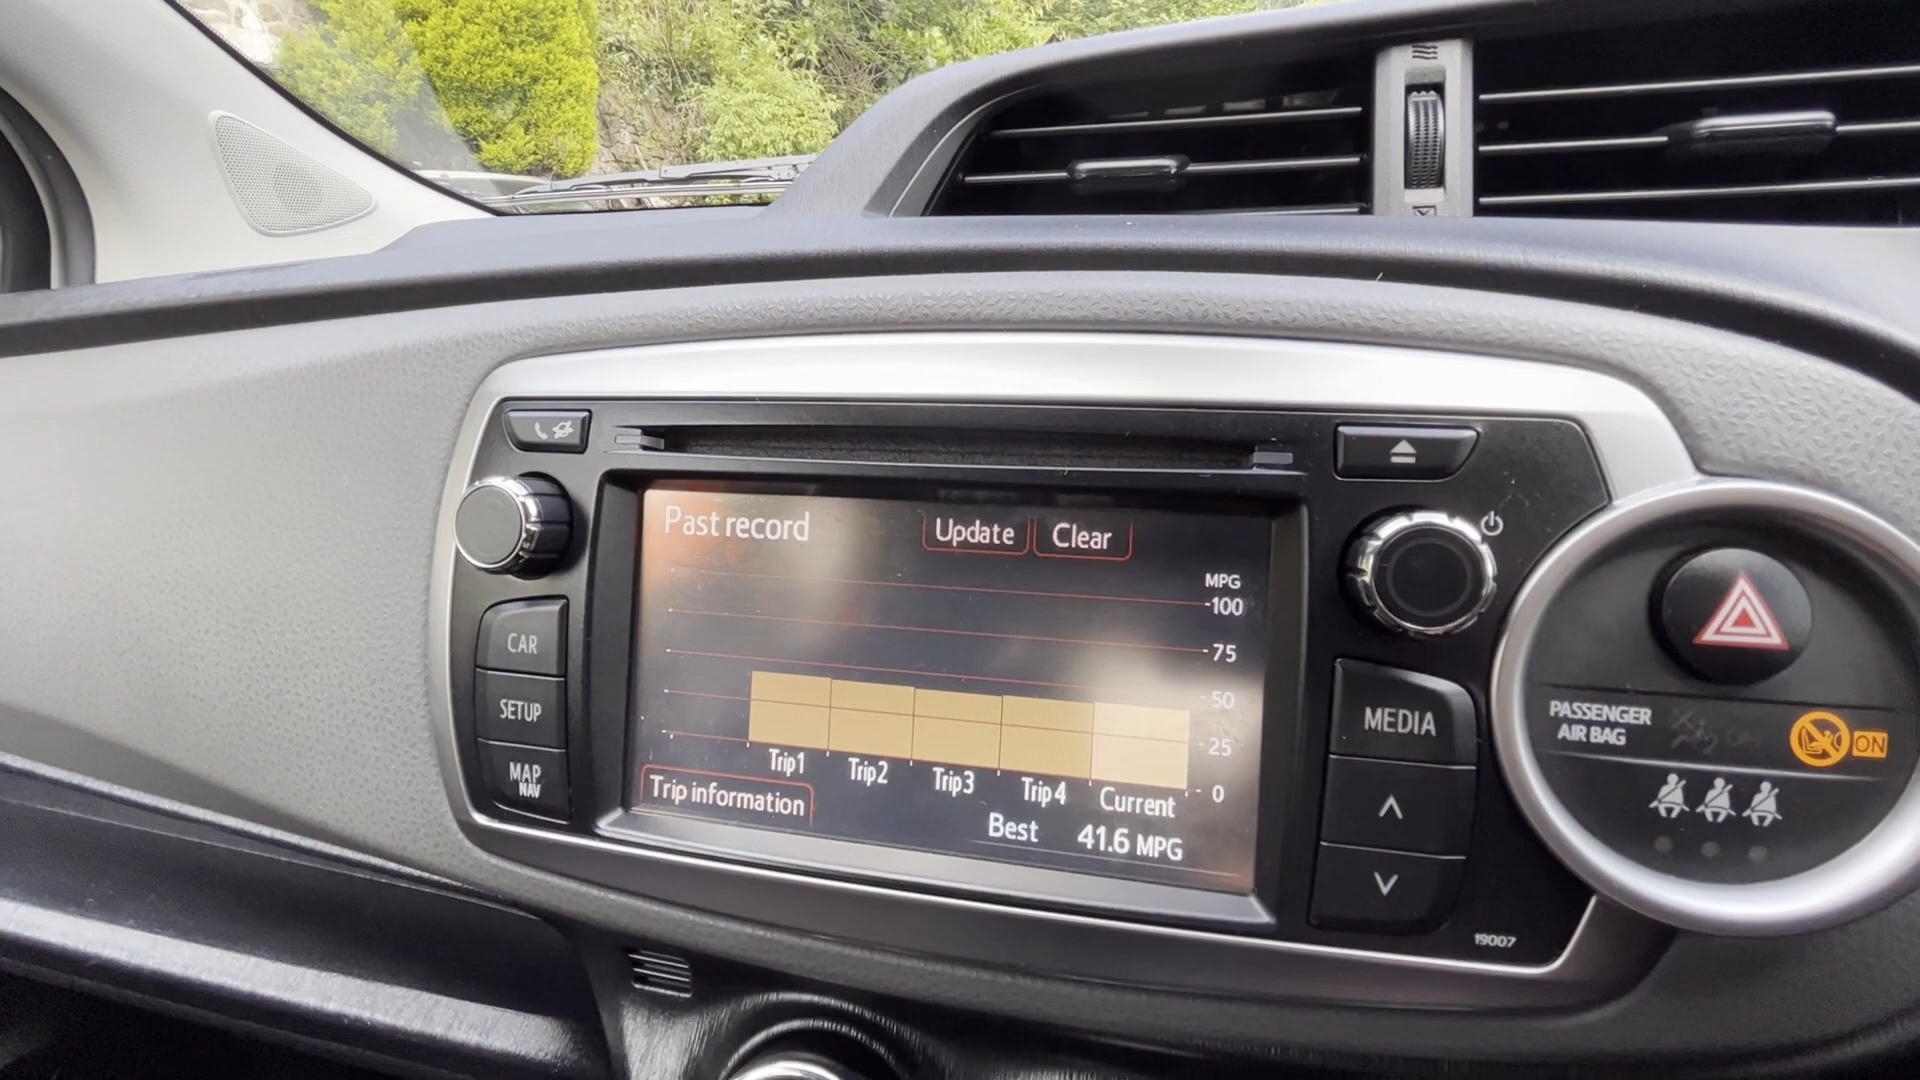 Past record
Update
Clear
MPG
100
75
50
25
0
Trip1
Trip2
Trip3
Trip4
Current
Trip information
Best 41.6 MPG
CAR
SETUP
MAP
NAV
MEDIA
19007
PASSENGER
AIR BAG
ON